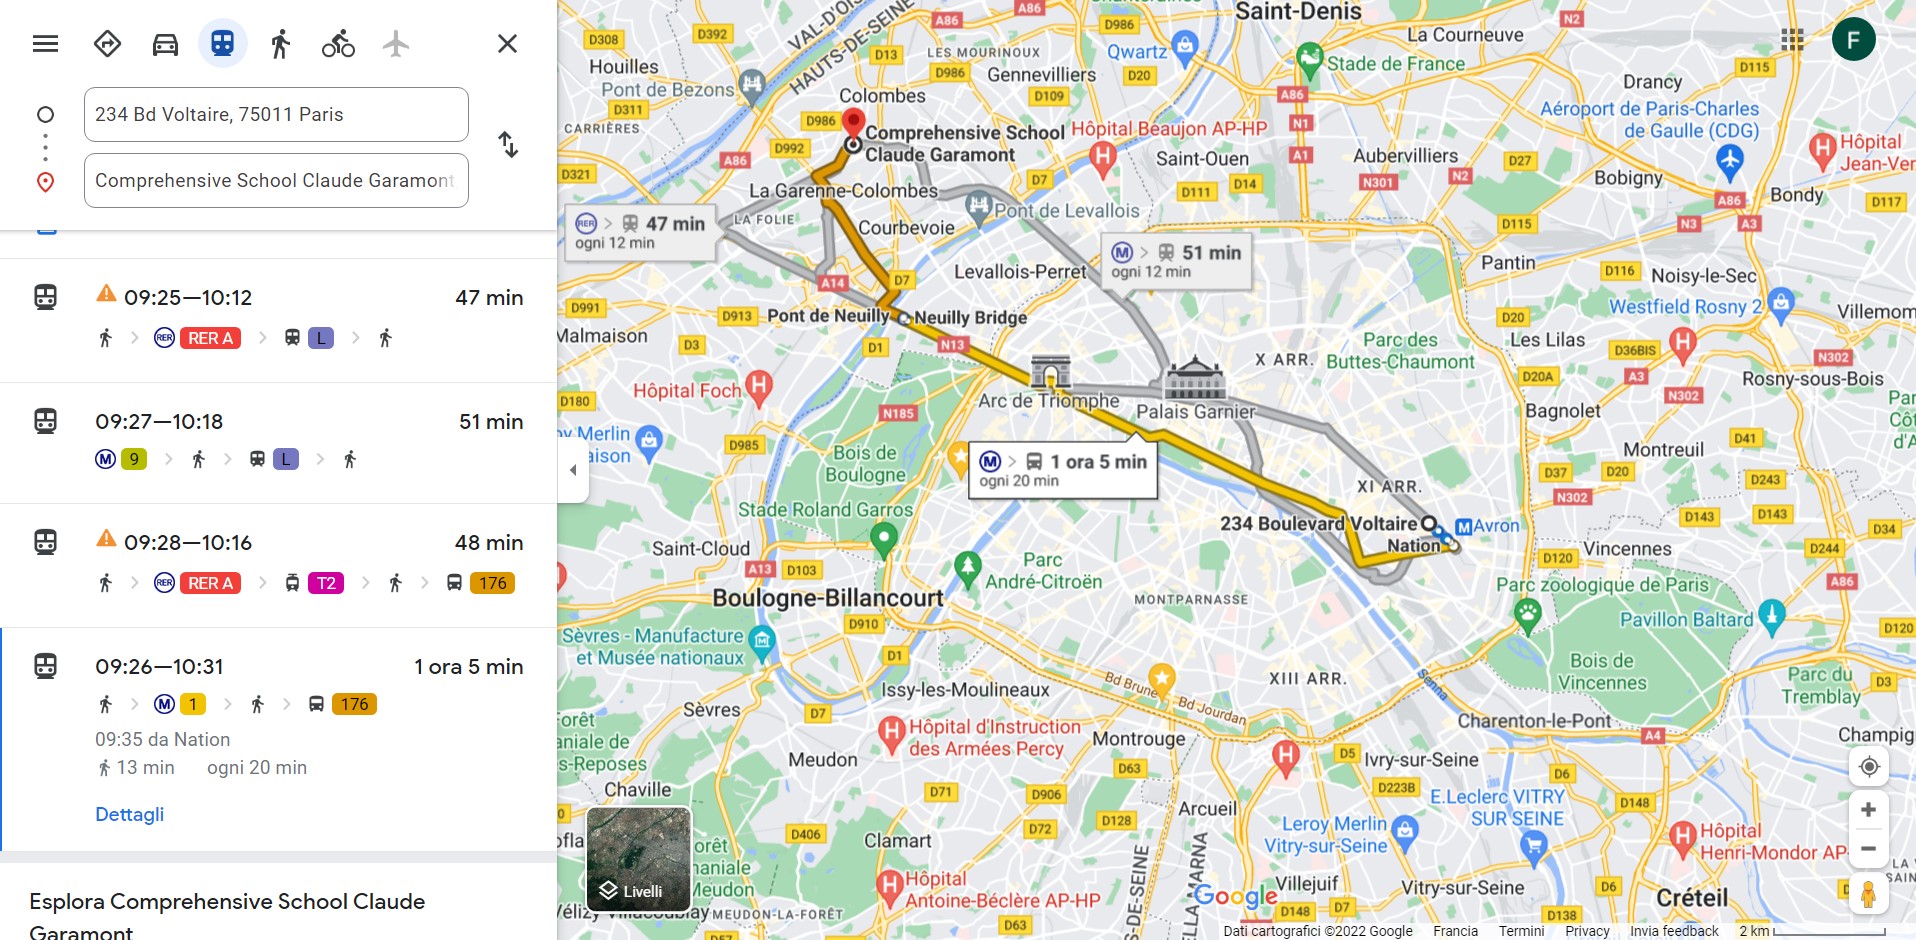 234 Bd Voltaire, 75011 Paris
Comprehensive School Claude Garamont
09:25—10:12
47 min
RER
RER A
L
09:27—10:18
51 min
M
9
L
09:28—10:16
48 min
RER
RER A
T2
176
09:26—10:31
1 ora 5 min
M
1
176
09:35 da Nation
13 min
ogni 20 min
Dettagli
Esplora Comprehensive School Claude
Garamont
F
Saint-Denis
VAL-D'OIS
HAUTS-DE-SEINE
A86
A86
D986
N2
La Courneuve
D308
D392
D13
LES MOURINOUX
Qwartz
Stade de France
Houilles
D986
Gennevilliers
D20
D115
Pont de Bezons
Drancy
D311
Colombes
D109
A86
Aéroport de Paris-Charles
de Gaulle (CDG)
CARRIÈRES
D986
N1
Comprehensive School
Claude Garamont
Hôpital Beaujon AP-HP
Hôpital
Jean-Ver
D992
A86
Saint-Ouen
A1
Aubervilliers
D27
D321
D7
D111
D14
N301
N2
Bobigny
Bondy
La Garenne-Colombes
A86
D117
RER
47 min
ogni 12 min
LA FOLIE
Courbevoie
Pont de Levallois
D115
N3
A3
M
51 min
ogni 12 min
Pantin
D116
Noisy-le-Sec
Levallois-Perret
A14
D7
Westfield Rosny 2
Villemom
D991
D913
Pont de Neuilly
Neuilly Bridge
D20
Malmaison
D3
D1
N13
Parc des
Buttes-Chaumont
Les Lilas
D36BIS
N302
X ARR.
D20A
A3
Rosny-sous-Bois
Hôpital Foch
N302
D180
Arc de Triomphe
Palais Garnier
Bagnolet
N185
D41
Par
Côt
d'A
Leroy Merlin
D985
Bois de
Boulogne
Montreuil
M
1 ora 5 min
ogni 20 min
D37
D20
D243
XI ARR.
N302
Stade Roland Garros
234 Boulevard Voltaire
M
Avron
D143
D143
D34
Saint-Cloud
Nation
D120
Vincennes
D244
Parc
André-Citroën
A13
D103
Parc zoologique de Paris
A86
Boulogne-Billancourt
MONTPARNASSE
D910
Pavillon Baltard
D120
Sèvres - Manufacture
et Musée nationaux
D1
Bois de
Vincennes
Issy-les-Moulineaux
Bd Brune
XIII ARR.
Senna
Parc du
Tremblay
D3
Sèvres
D7
Bd Jourdan
Charenton-le-Pont
Hôpital d'Instruction
des Armées Percy
Montrouge
A4
Champig
Meudon
D5
Ivry-sur-Seine
D63
D6
Chaville
D71
D906
D223B
Arcueil
E.Leclerc VITRY
SUR SEINE
D148
D406
Clamart
D72
D128
Leroy Merlin
Vitry-sur-Seine
Hôpital
Henri-Mondor AP-
Livelli
Hôpital
Antoine-Béclère AP-HP
Google
Villejuif
Vitry-sur-Seine
D6
Créteil
MEUDON-LA-FORÊT
D63
D148
D7
D138
Dati cartografici ©2022 Google
Francia
Termini
Privacy
Invia feedback
2 km